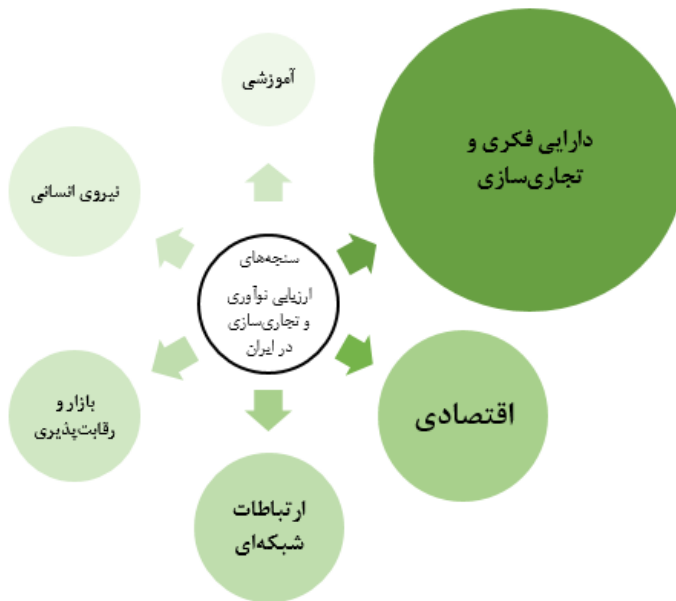 سنجه‌های
ارزیابی نوآوری
و تجاری‌سازی
در ایران
دارایی فکری و
تجاری‌سازی
اقتصادی
ارتباطات
شبکه‌ای
بازار و
رقابت‌پذیری
نیروی انسانی
آموزشی